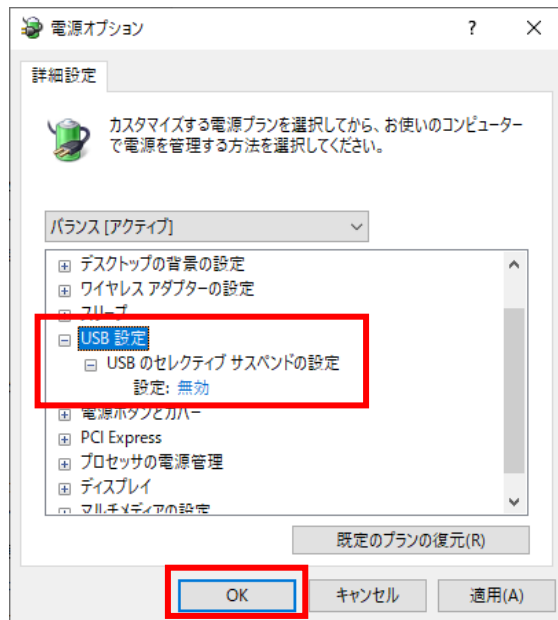 電源オプション
詳細設定
カスタマイズする電源プランを選択してから、お使いのコンピューター
で電源を管理する方法を選択してください。
バランス [アクティブ]
デスクトップの背景の設定
ワイヤレス アダプターの設定
スリープ
USB 設定
USB のセレクティブ サスペンドの設定
設定: 無効
電源ボタンとカバー
PCI Express
プロセッサの電源管理
ディスプレイ
マルチメディアの設定
既定のプランの復元(R)
OK キャンセル 適用(A)